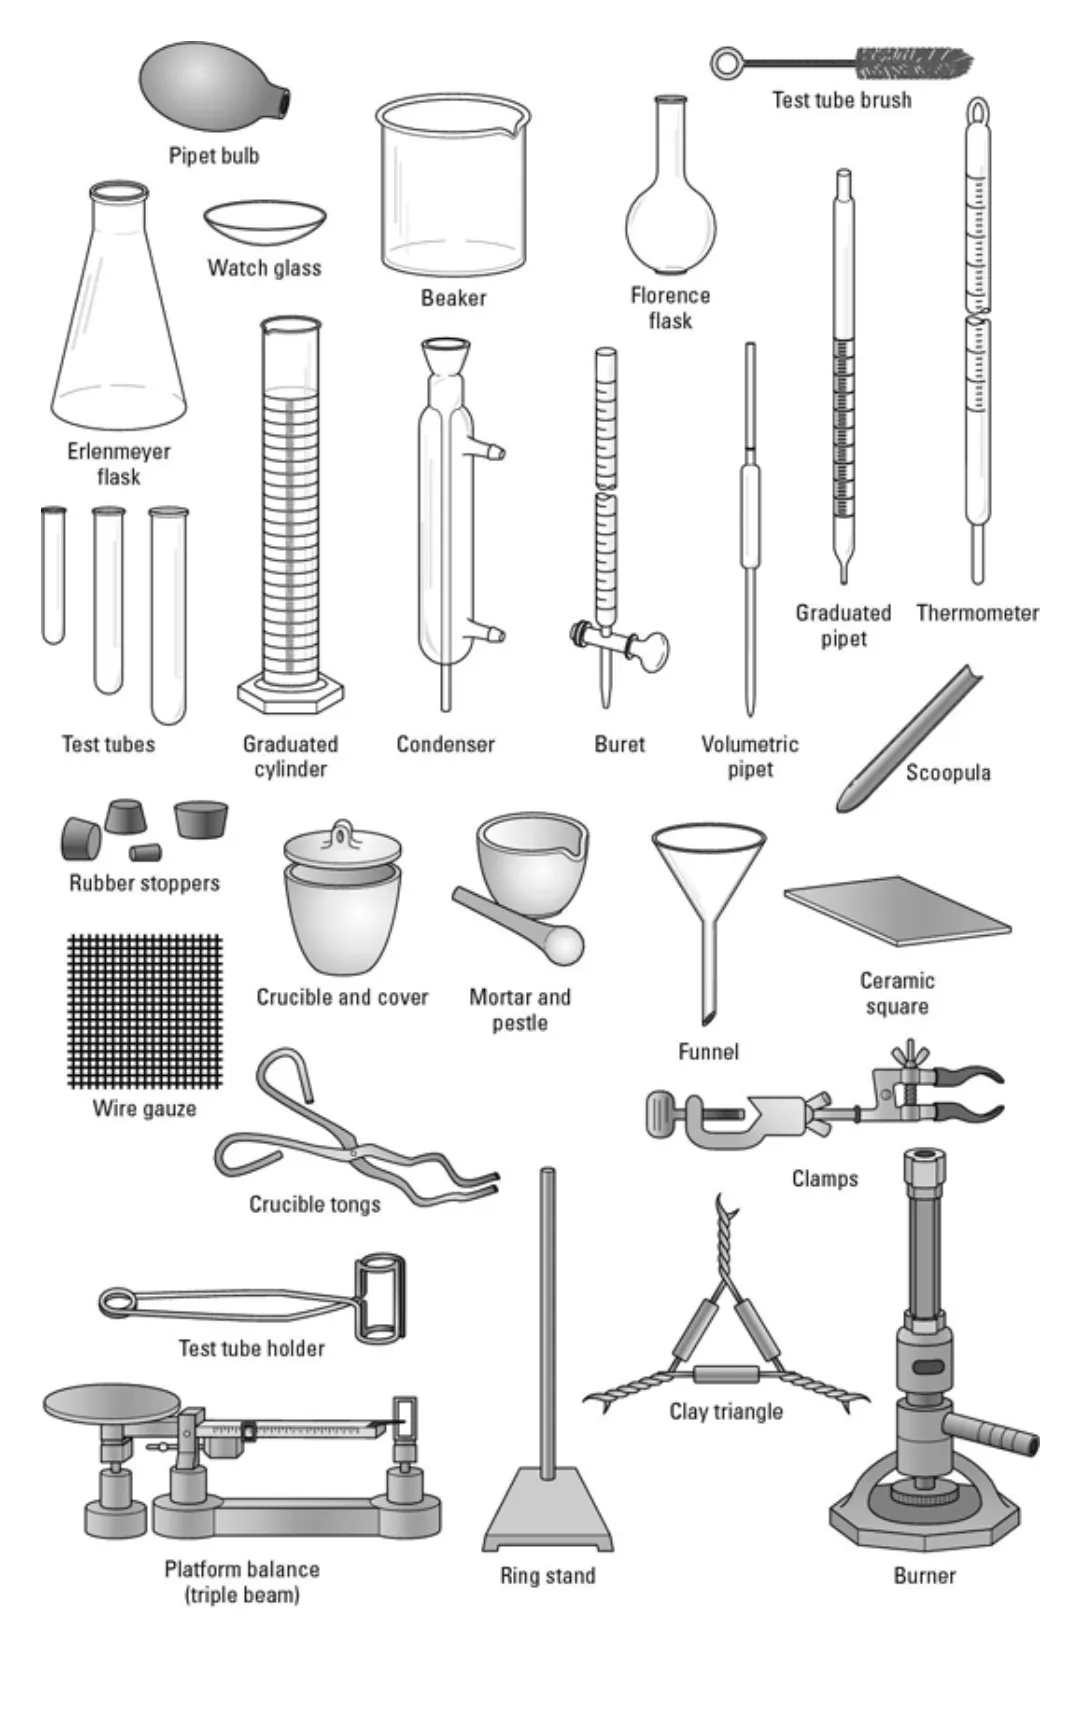 Test tube brush
Pipet bulb
Watch glass
Beaker
Florence
flask
Erlenmeyer
flask
Graduated
pipet
Thermometer
Test tubes
Graduated
cylinder
Condenser
Buret
Volumetric
pipet
Scoopula
Rubber stoppers
Crucible and cover
Mortar and
pestle
Funnel
Ceramic
square
Wire gauze
Crucible tongs
Clamps
Test tube holder
Clay triangle
Platform balance
(triple beam)
Ring stand
Burner